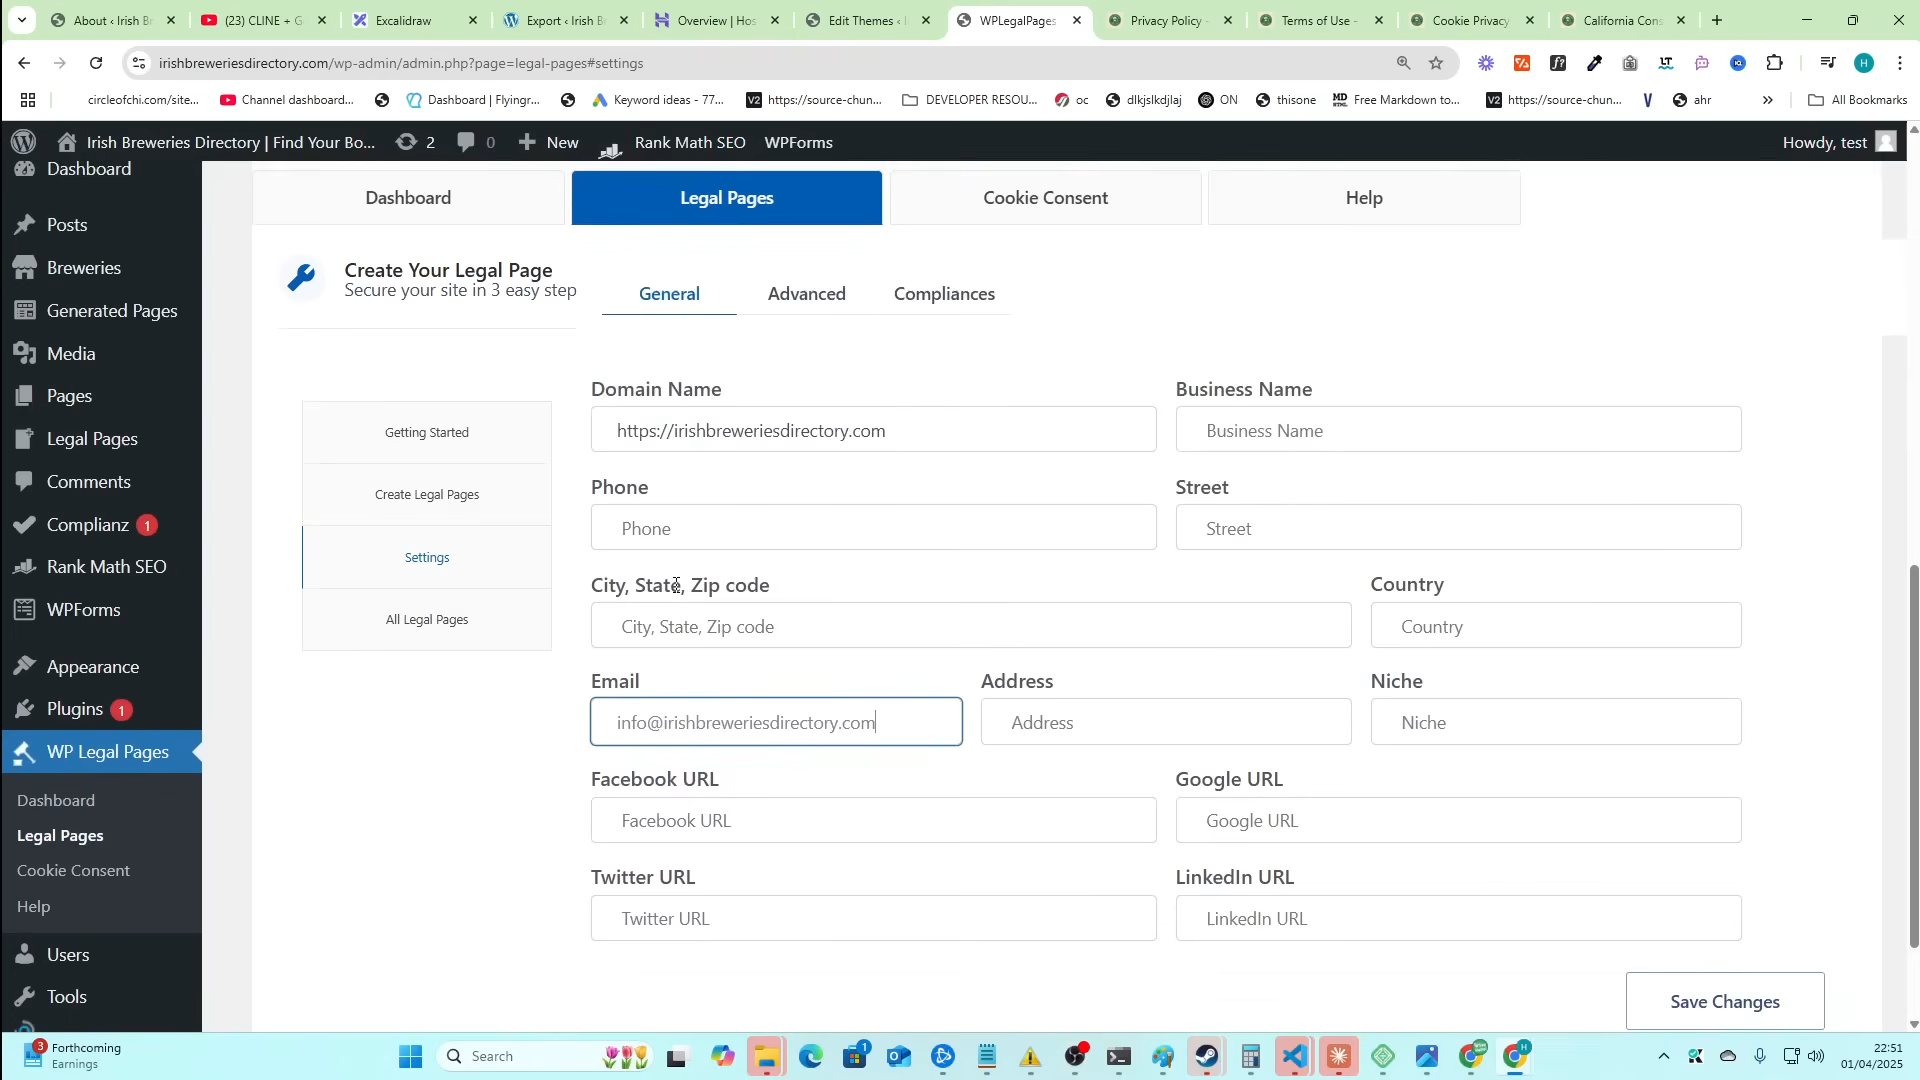 About ‹ Irish Br
(23) CLINE + G
Excalidraw
Export ‹ Irish B
Overview | Hos
Edit Themes ‹ I
WPLegalPages
Privacy Policy -
Terms of Use -
Cookie Privacy
California Cons
irishbreweriesdirectory.com/wp-admin/admin.php?page=legal-pages#settings
circleofchi.com/site...
Channel dashboard...
Dashboard | Flyingr...
Keyword ideas - 77...
https://source-chun...
DEVELOPER RESOU...
oc
dlkjslkdjlaj
ON
thisone
Free Markdown to...
https://source-chun...
ahr
All Bookmarks
Irish Breweries Directory | Find Your Bo...
2
0
New
Rank Math SEO
WPForms
Howdy, test
Dashboard
Posts
Breweries
Generated Pages
Media
Pages
Legal Pages
Comments
Complianz 1
Rank Math SEO
WPForms
Appearance
Plugins 1
WP Legal Pages
Dashboard
Legal Pages
Cookie Consent
Help
Users
Tools
Dashboard
Legal Pages
Cookie Consent
Help
Create Your Legal Page
Secure your site in 3 easy step
General
Advanced
Compliances
Getting Started
Create Legal Pages
Settings
All Legal Pages
Domain Name
Business Name
https://irishbreweriesdirectory.com
Business Name
Phone
Street
Phone
Street
City, State, Zip code
Country
City, State, Zip code
Country
Email
Address
Niche
info@irishbreweriesdirectory.com
Address
Niche
Facebook URL
Google URL
Facebook URL
Google URL
Twitter URL
LinkedIn URL
Twitter URL
LinkedIn URL
Save Changes
3
Forthcoming
Earnings
Search
1
22:51
01/04/2025